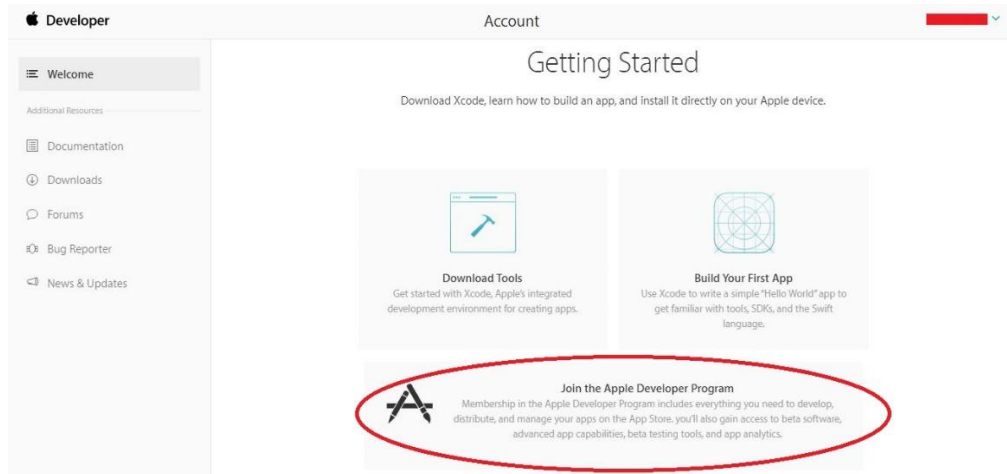 Developer
Account
Welcome
Additional Resources
Documentation
Downloads
Forums
Bug Reporter
News & Updates
Getting Started
Download Xcode, learn how to build an app, and install it directly on your Apple device.
Download Tools
Get started with Xcode, Apple's integrated
development environment for creating apps.
Build Your First App
Use Xcode to write a simple "Hello World" app to
get familiar with tools, SDKs, and the Swift
language.
Join the Apple Developer Program
Membership in the Apple Developer Program includes everything you need to develop,
distribute, and manage your apps on the App Store. you'll also gain access to beta software,
advanced app capabilities, beta testing tools, and app analytics.